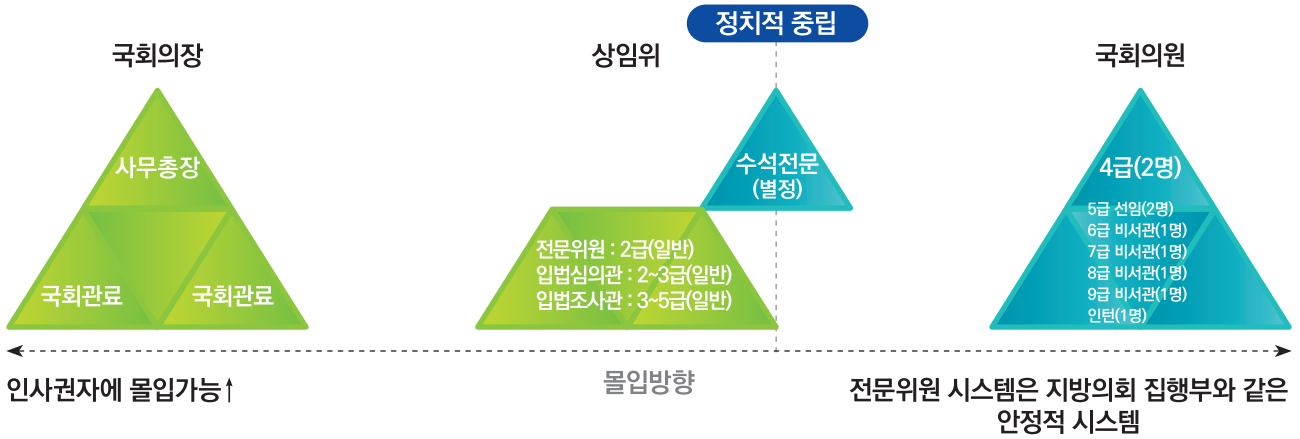 정치적 중립
국회의장
상임위
국회의원
사무총장
국회관료
국회관료
수석전문
(별정)
전문위원 : 2급(일반)
입법심의관 : 2~3급(일반)
입법조사관 : 3~5급(일반)
4급(2명)
5급 선임(2명)
6급 비서관(1명)
7급 비서관(1명)
8급 비서관(1명)
9급 비서관(1명)
인턴(1명)
인사권자에 몰입가능↑
몰입방향
전문위원 시스템은 지방의회 집행부와 같은
안정적 시스템